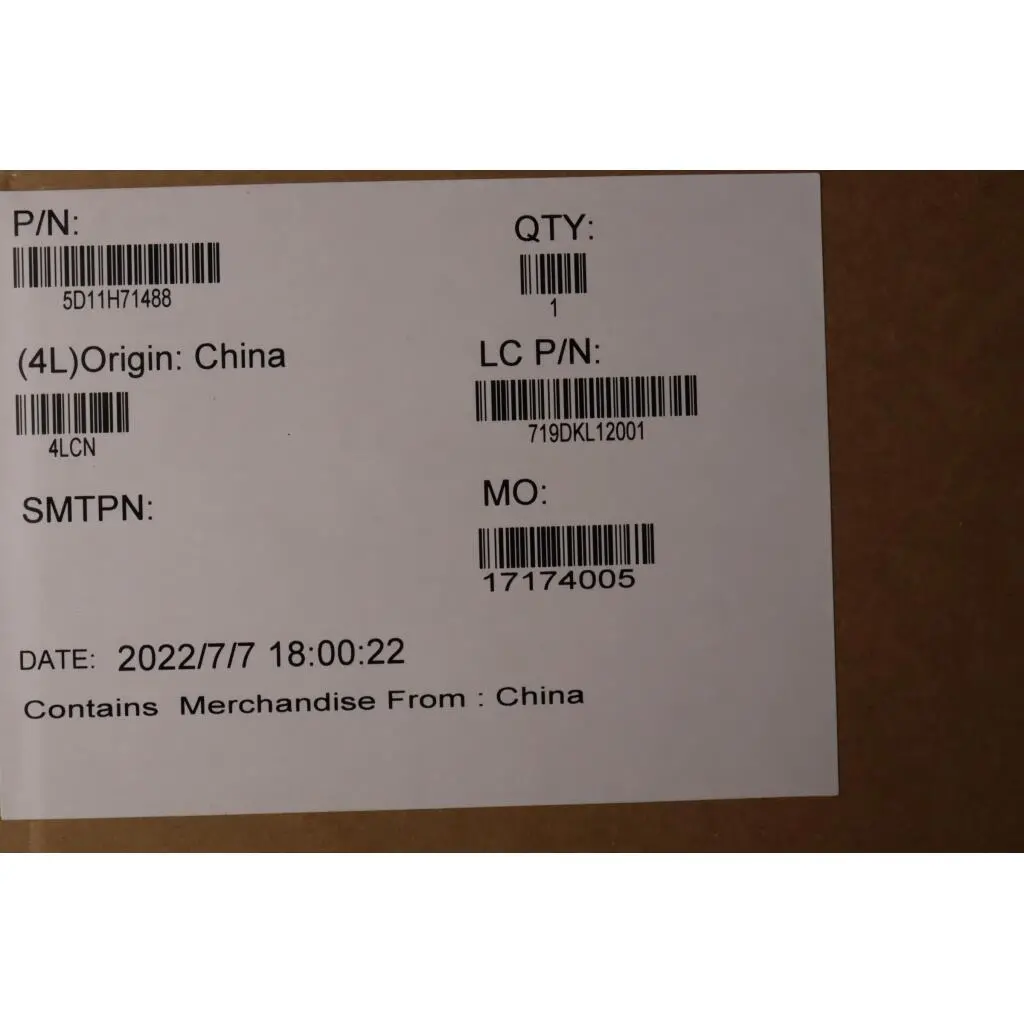 P/N:
5D11H71488
QTY:
1
(4L)Origin: China
4LCN
LC P/N:
719DKL12001
SMTPN:
MO:
17174005
DATE: 2022/7/7 18:00:22
Contains Merchandise From : China